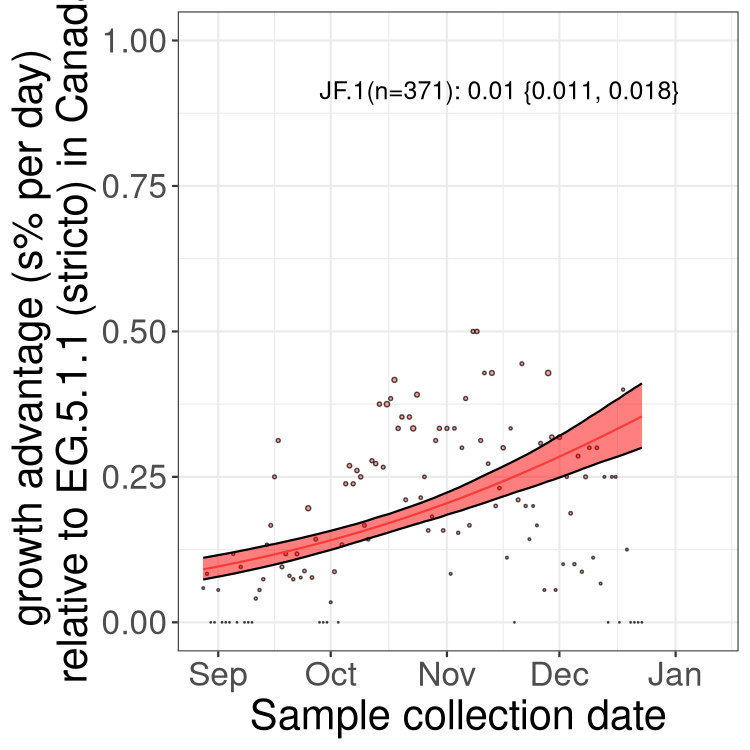 growth advantage (s% per day)
relative to EG.5.1.1 (stricto) in Canad
1.00
0.75
0.50
0.25
0.00
JF.1(n=371): 0.01 {0.011, 0.018}
Sep Oct Nov Dec Jan
Sample collection date